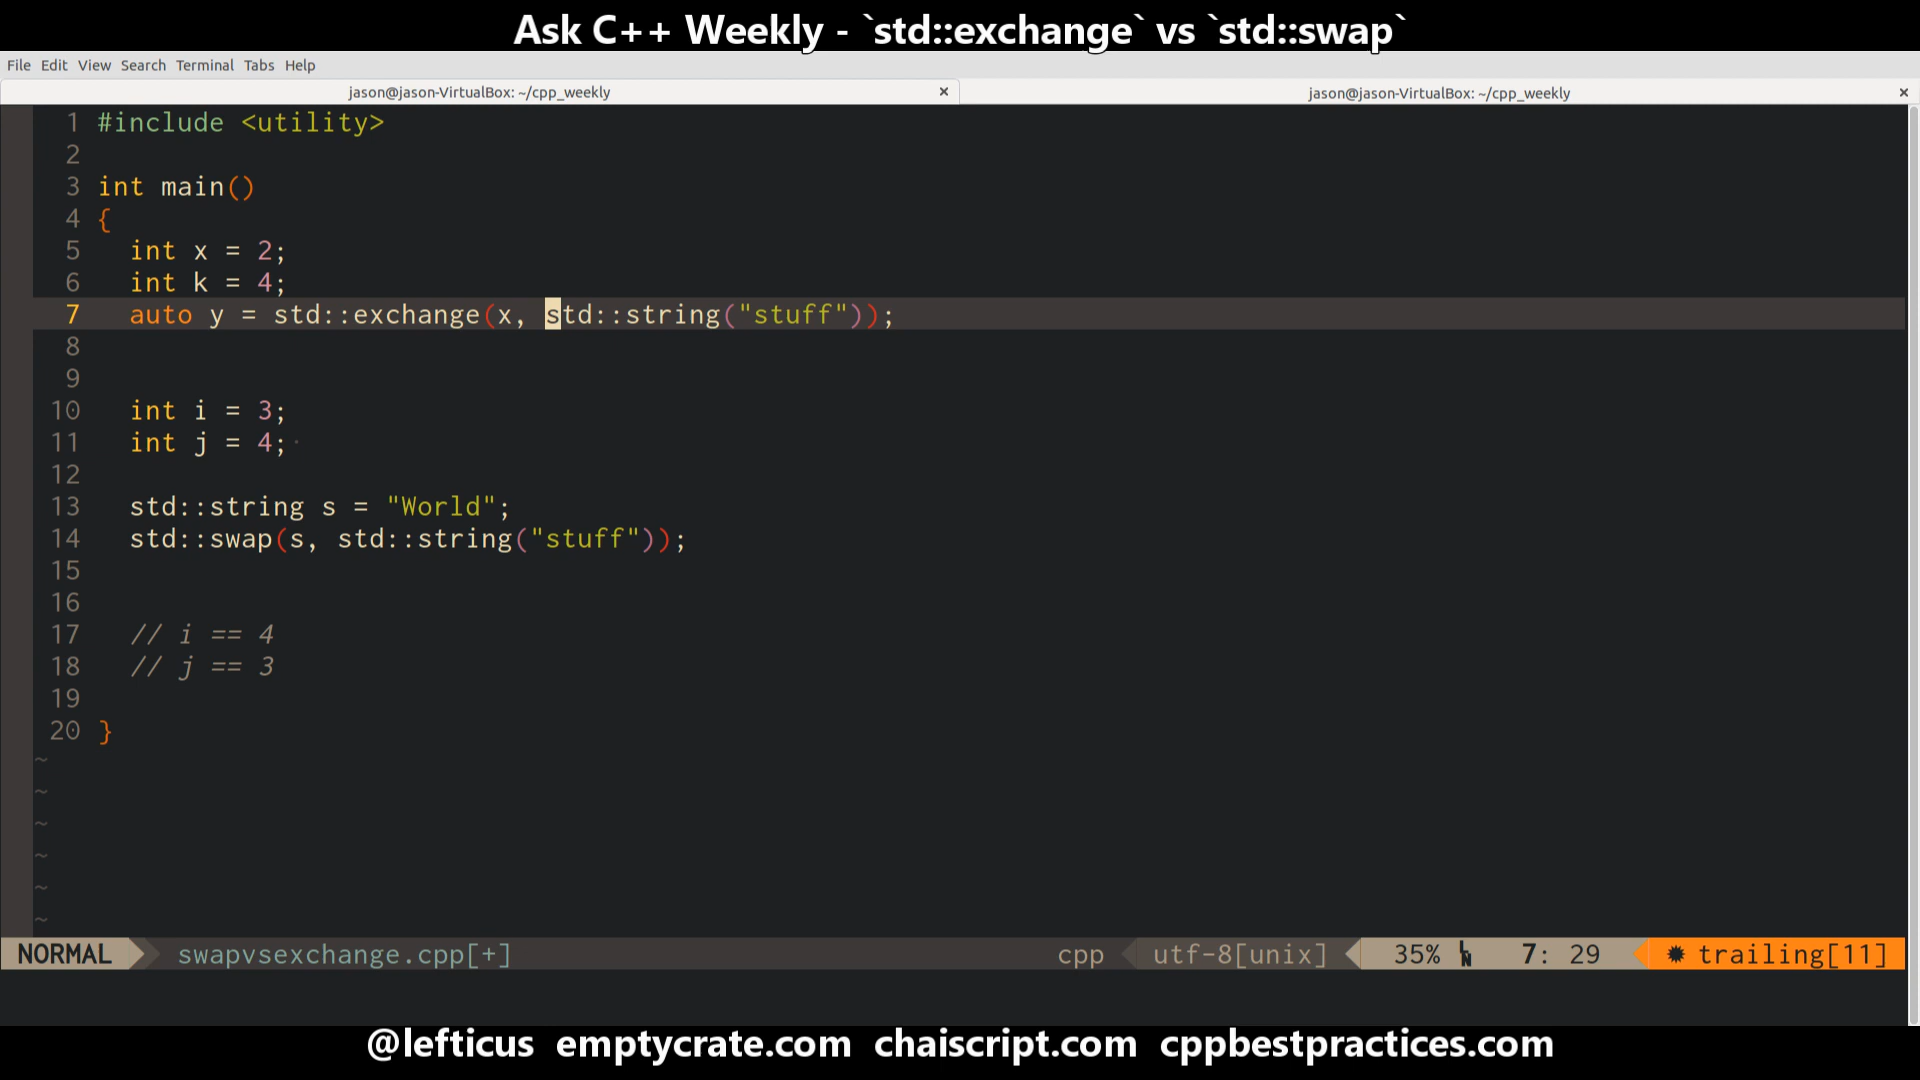 Ask C++ Weekly - `std::exchange` vs `std::swap`
File Edit View Search Terminal Tabs Help
jason@jason-VirtualBox: ~/cpp_weekly × jason@jason-VirtualBox: ~/cpp_weekly ×
1 #include <utility>
2
3 int main()
4 {
5   int x = 2;
6   int k = 4;
7   auto y = std::exchange(x, std::string("stuff"));
8
9
10   int i = 3;
11   int j = 4;·
12
13   std::string s = "World";
14   std::swap(s, std::string("stuff"));
15
16
17   // i == 4
18   // j == 3
19
20 }
~
~
~
~
~
~
NORMAL swapvsexchange.cpp[+] cpp utf-8[unix] 35% ␤ 7: 29 ✹ trailing[11]
@lefticus emptycrate.com chaiscript.com cppbestpractices.com